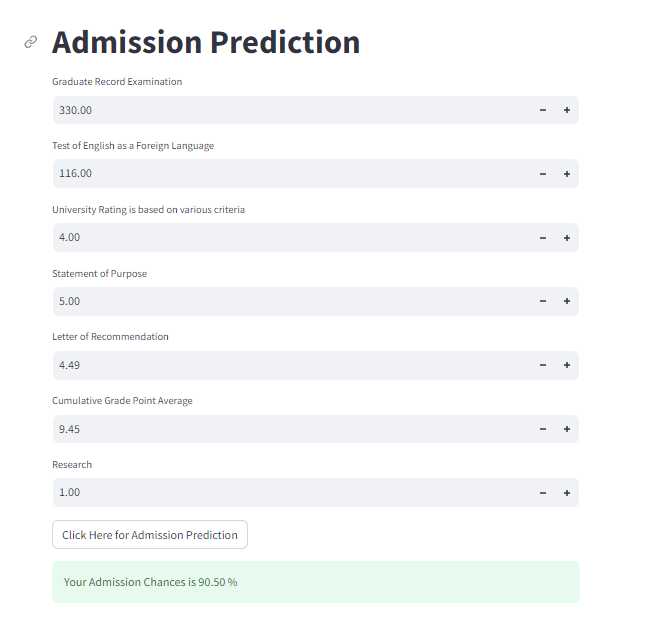 Admission Prediction
Graduate Record Examination
330.00
Test of English as a Foreign Language
116.00
University Rating is based on various criteria
4.00
Statement of Purpose
5.00
Letter of Recommendation
4.49
Cumulative Grade Point Average
9.45
Research
1.00
Click Here for Admission Prediction
Your Admission Chances is 90.50 %